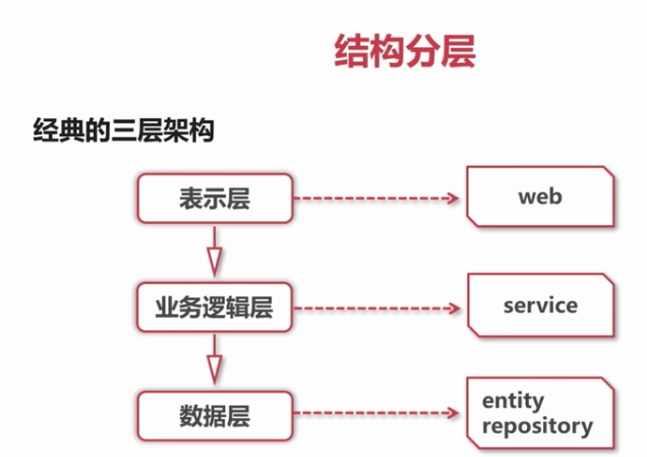 结构分层
经典的三层架构
表示层
web
业务逻辑层
service
数据层
entity
repository